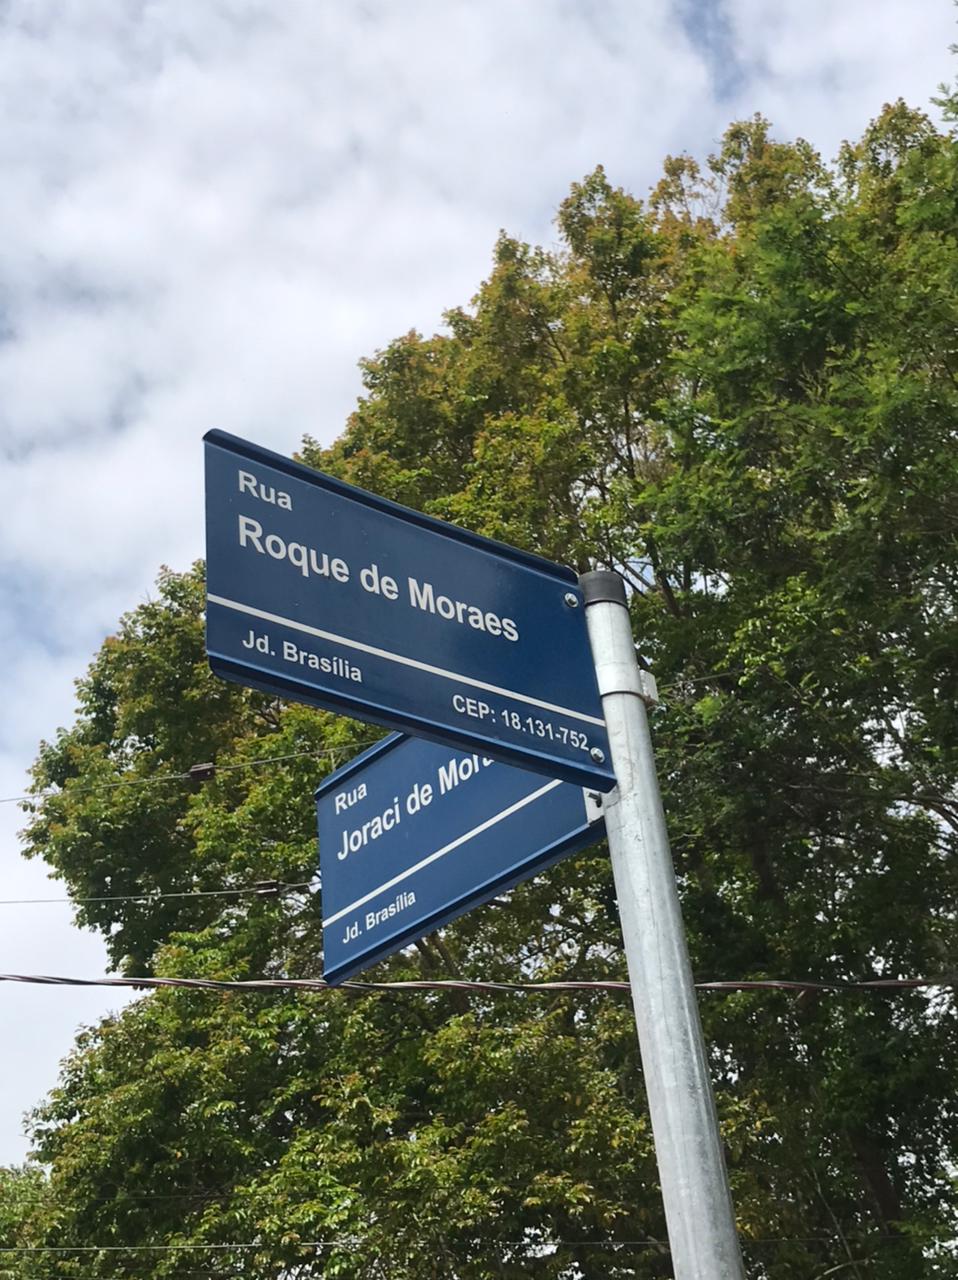 Rua
Roque de Moraes
Jd. Brasília
CEP: 18.131-752
Rua
Joraci de
Jd. Brasília